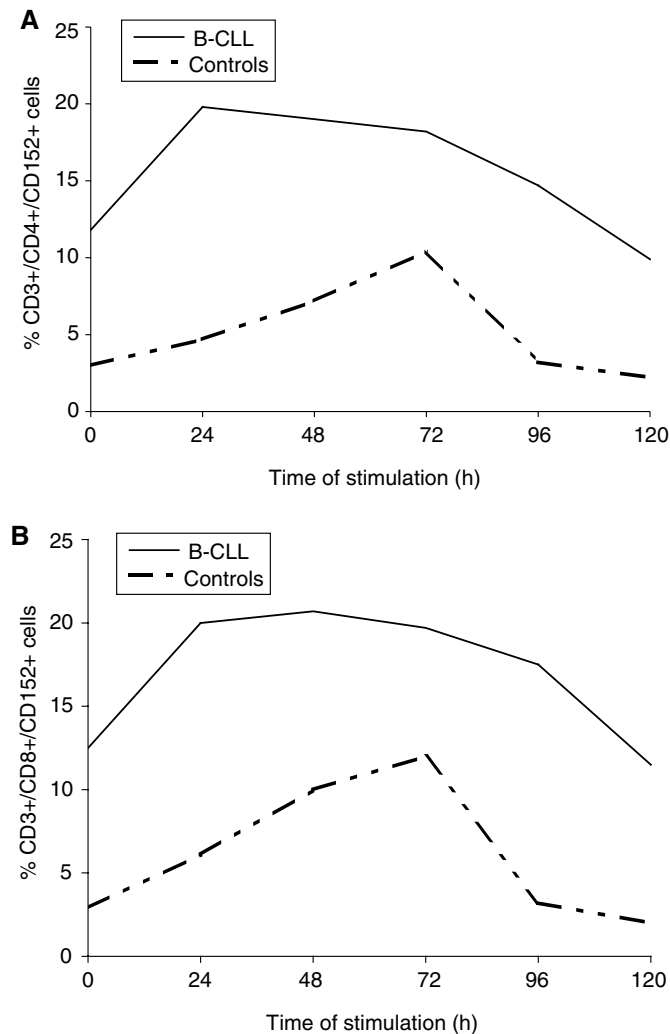 A
25
20
15
10
5
0
% CD3+/CD4+/CD152+ cells
B-CLL
Controls
0 24 48 72 96 120
Time of stimulation (h)
B
25
20
15
10
5
0
% CD3+/CD8+/CD152+ cells
B-CLL
Controls
0 24 48 72 96 120
Time of stimulation (h)